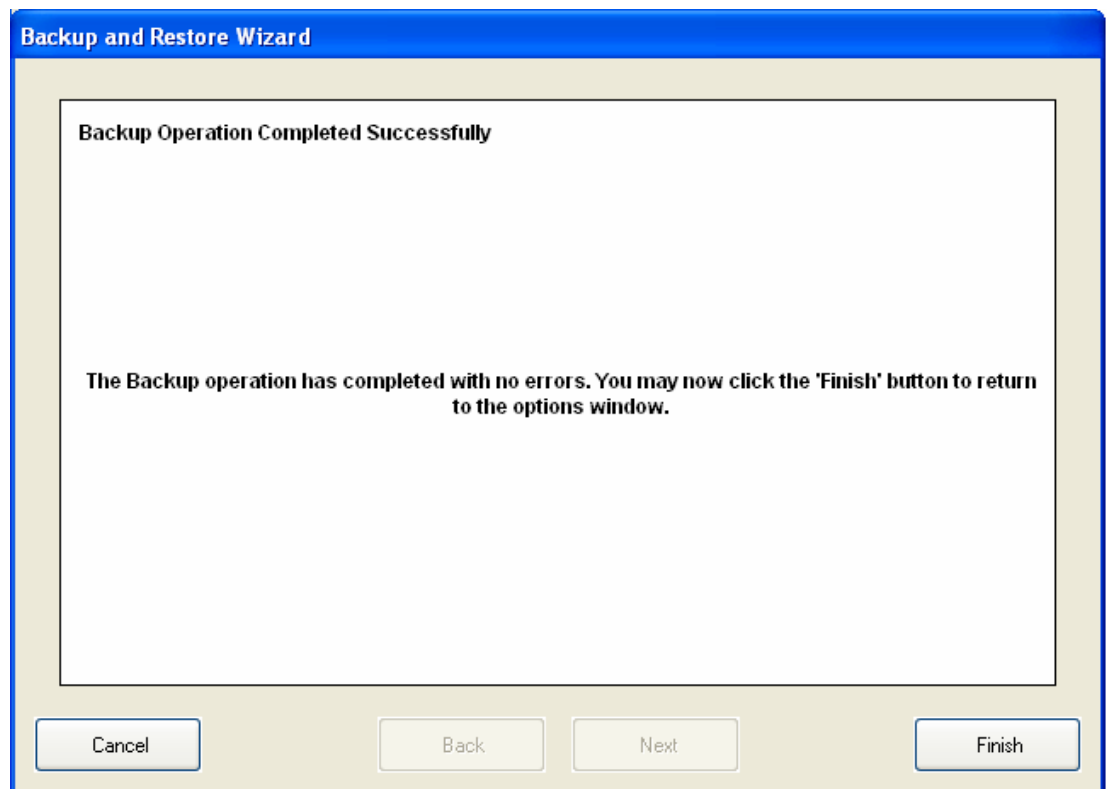 Backup and Restore Wizard
Backup Operation Completed Successfully
The Backup operation has completed with no errors. You may now click the 'Finish' button to return
to the options window.
Cancel
Back
Next
Finish